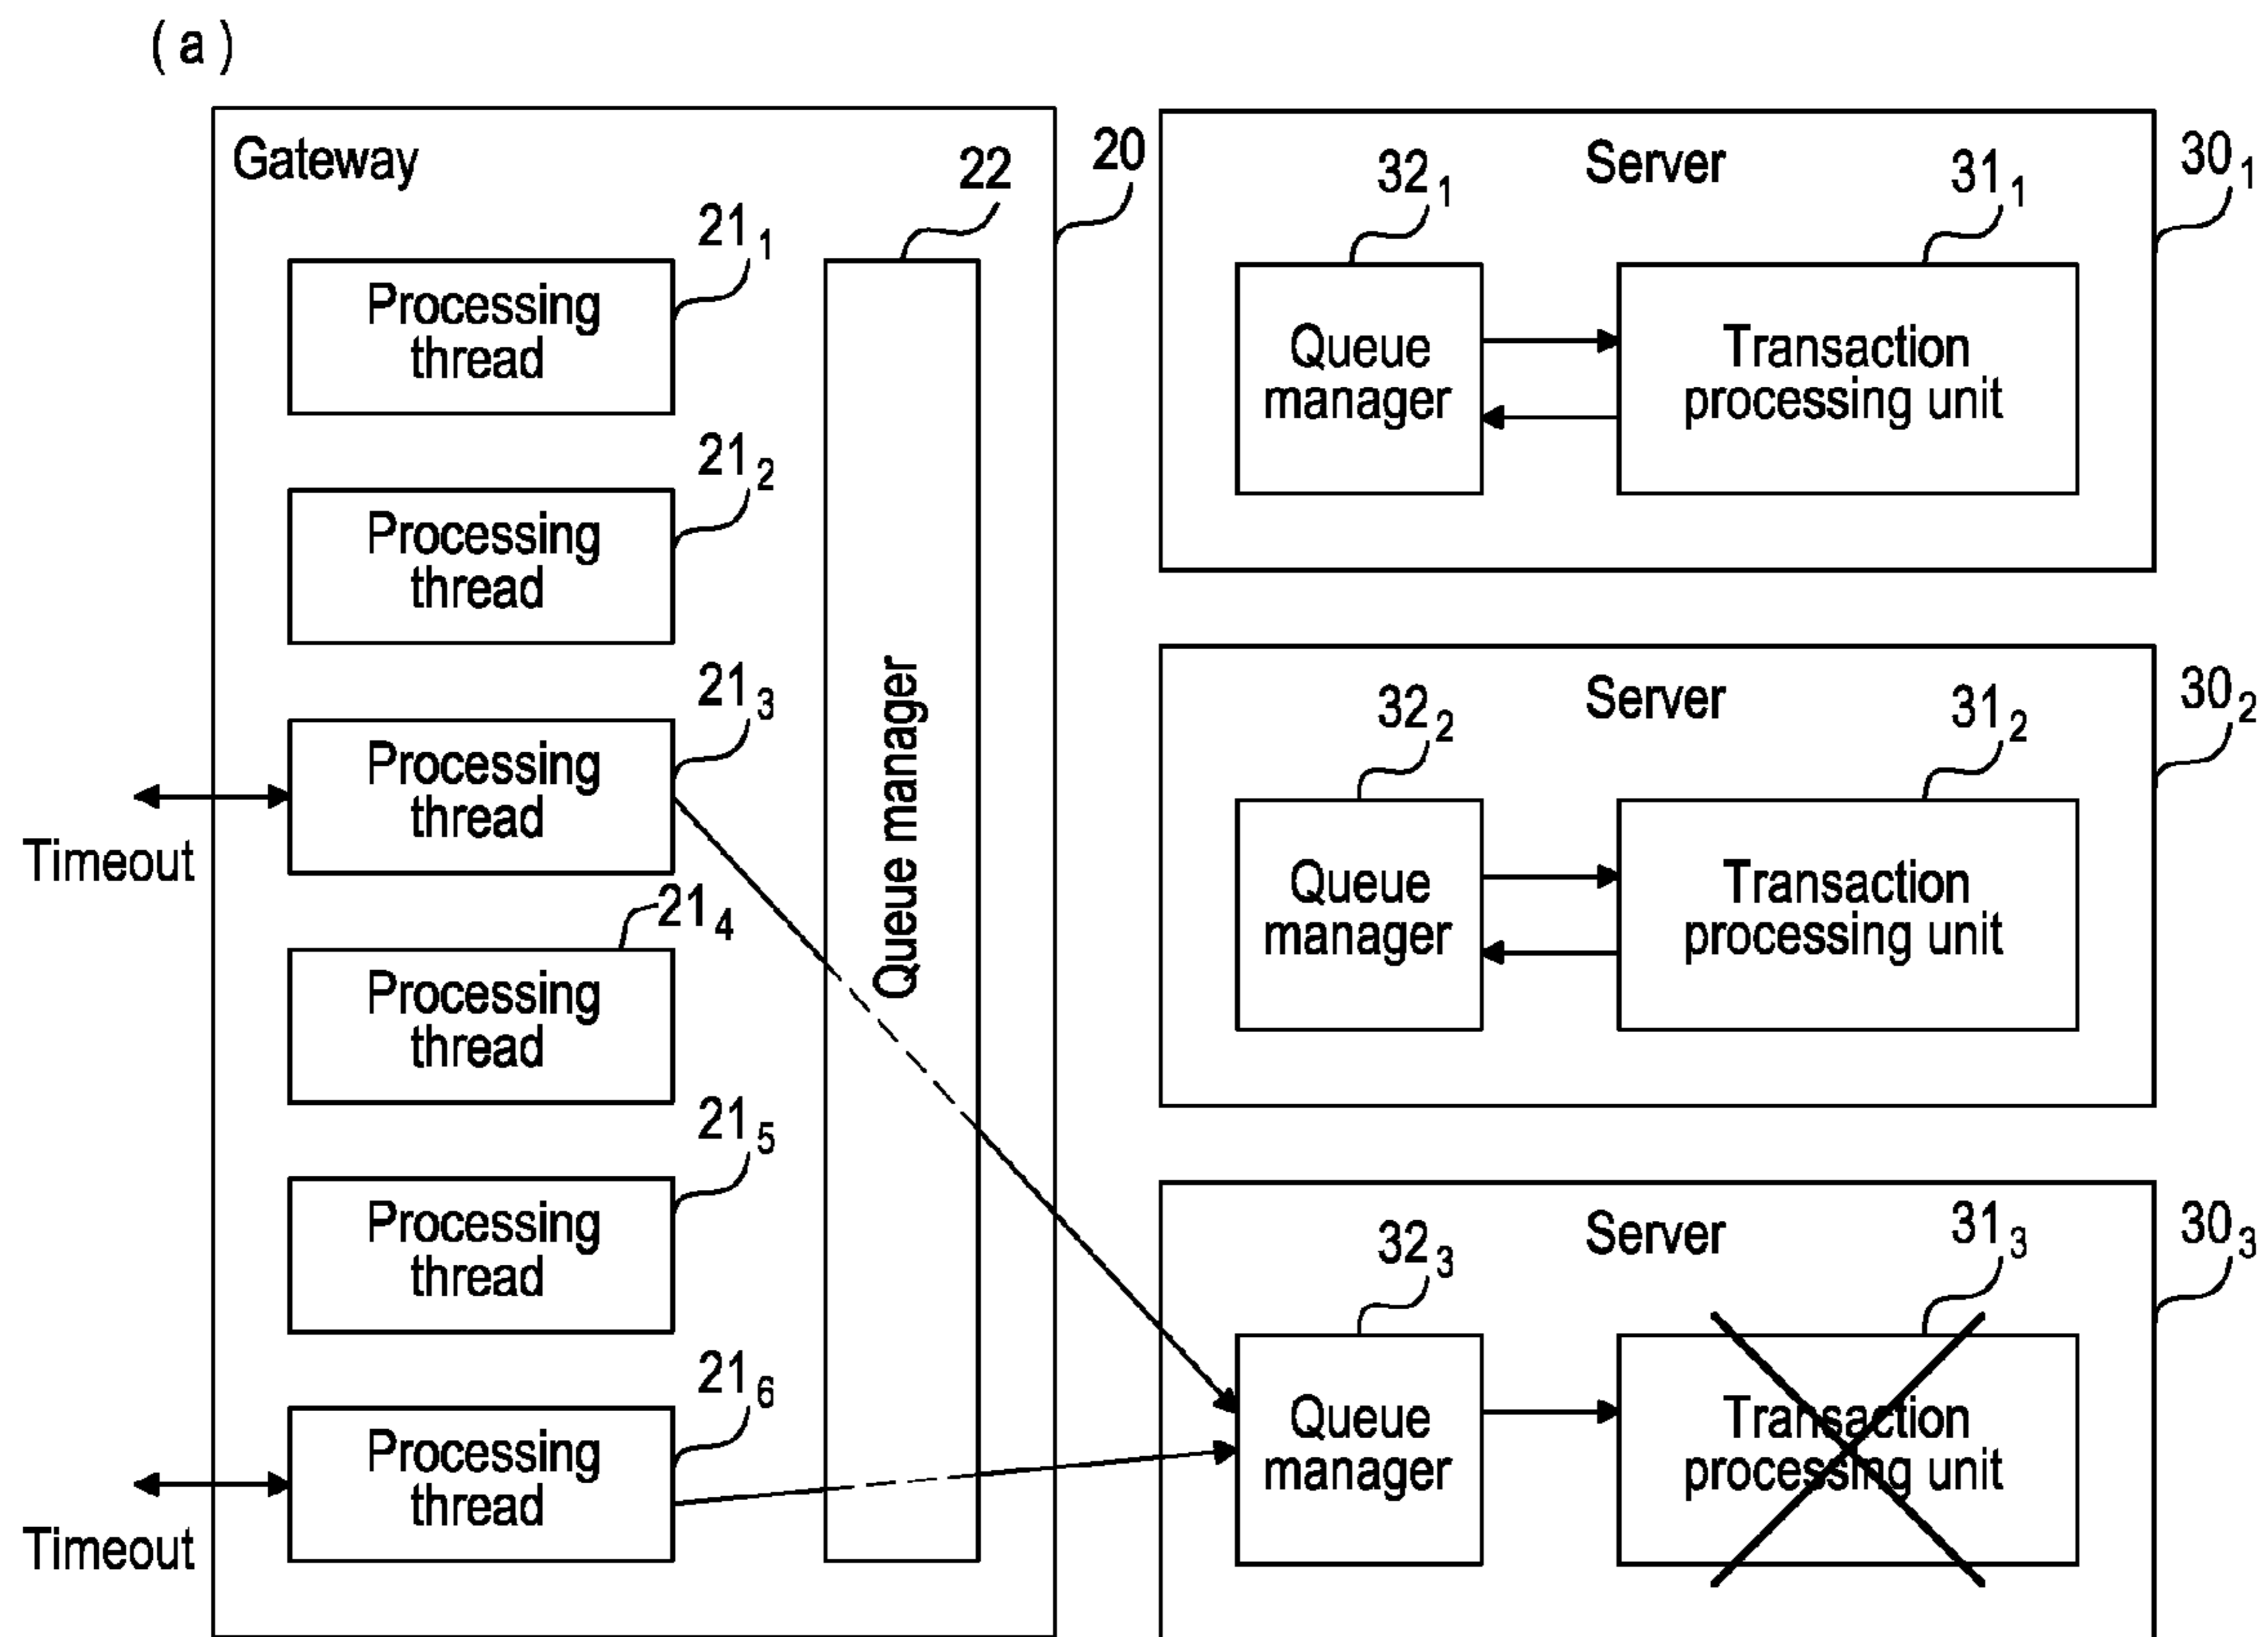 ( a )
Gateway
22
20
21 1
Processing
thread
21 2
Processing
thread
21 3
Processing
thread
Timeout
21 4
Processing
thread
21 5
Processing
thread
21 6
Processing
thread
Timeout
Queue manager
Server
30 1
32 1
31 1
Queue
manager
Transaction
processing unit
Server
30 2
32 2
31 2
Queue
manager
Transaction
processing unit
Server
30 3
32 3
31 3
Queue
manager
Transaction
processing unit